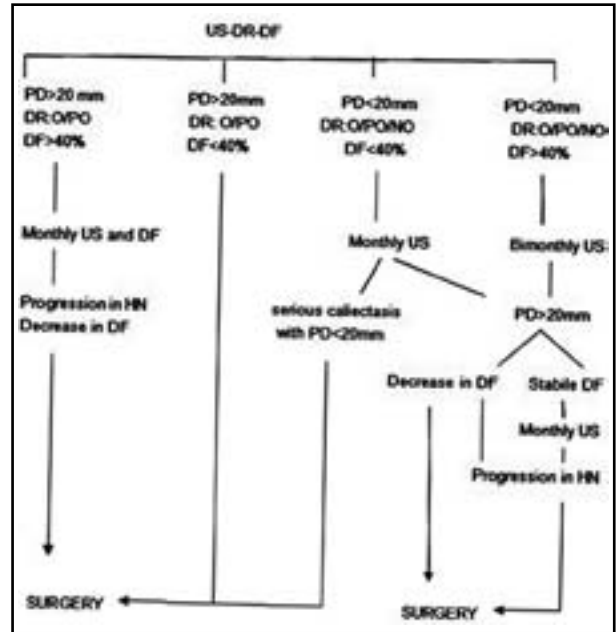 US-DR-DF
PD>20 mm
DR:O/PO
DF>40%
PD>20mm
DR: O/PO
DF<40%
PD<20mm
DR:O/PO/NO
DF<40%
PD<20mm
DR:O/PO/NO
DF>40%
Monthly US and DF
Monthly US
Bimonthly US
Progression in HN
Decrease in DF
serious caliectasis
with PD<20mm
PD>20mm
Decrease in DF
Stabile DF
Monthly US
Progression in HN
SURGERY
SURGERY